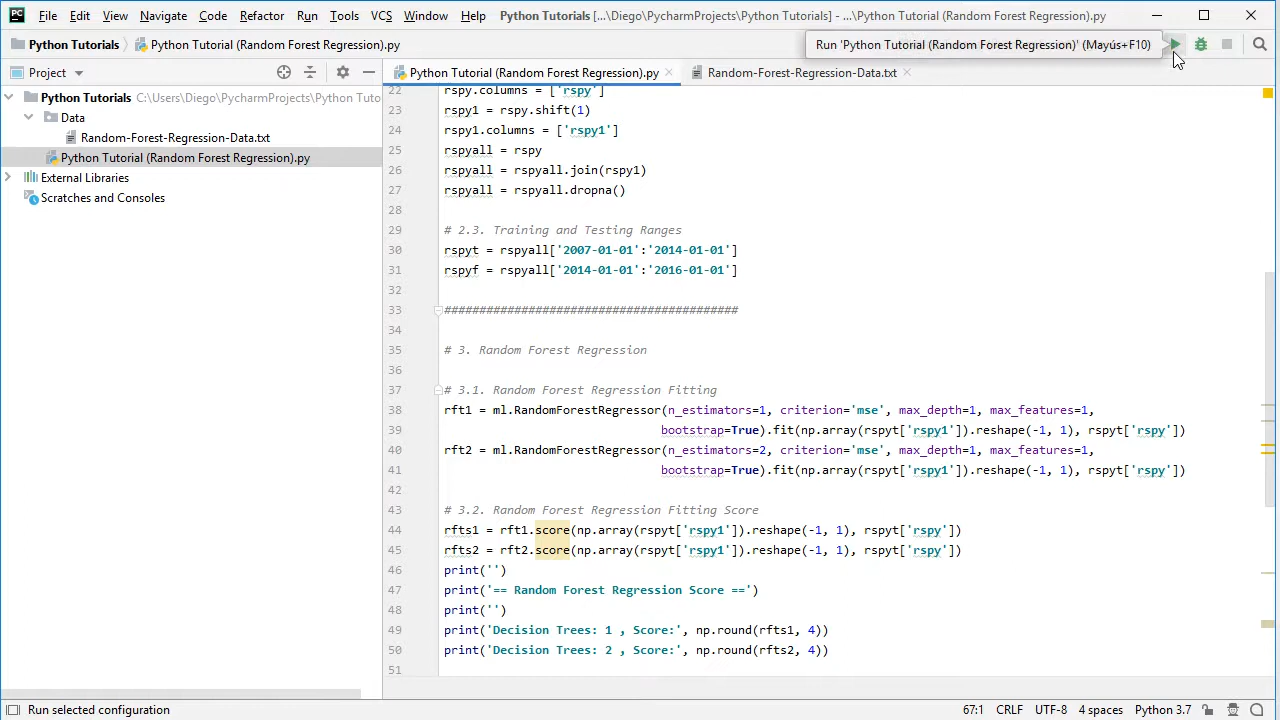 File Edit View Navigate Code Refactor Run Tools VCS Window Help Python Tutorials [...\Diego\PycharmProjects\Python Tutorials] - ...\Python Tutorial (Random Forest Regression).py
Python Tutorials Python Tutorial (Random Forest Regression).py Run 'Python Tutorial (Random Forest Regression)' (Mayús+F10)
Project Python Tutorial (Random Forest Regression).py Random-Forest-Regression-Data.txt
Python Tutorials C:\Users\Diego\PycharmProjects\Python Tuto
Data
Random-Forest-Regression-Data.txt
Python Tutorial (Random Forest Regression).py
External Libraries
Scratches and Consoles
22 rspy.columns = ['rspy']
23 rspy1 = rspy.shift(1)
24 rspy1.columns = ['rspy1']
25 rspyall = rspy
26 rspyall = rspyall.join(rspy1)
27 rspyall = rspyall.dropna()
28
29 # 2.3. Training and Testing Ranges
30 rspyt = rspyall['2007-01-01':'2014-01-01']
31 rspyf = rspyall['2014-01-01':'2016-01-01']
32
33 ##########################################
34
35 # 3. Random Forest Regression
36
37 # 3.1. Random Forest Regression Fitting
38 rft1 = ml.RandomForestRegressor(n_estimators=1, criterion='mse', max_depth=1, max_features=1,
39 bootstrap=True).fit(np.array(rspyt['rspy1']).reshape(-1, 1), rspyt['rspy'])
40 rft2 = ml.RandomForestRegressor(n_estimators=2, criterion='mse', max_depth=1, max_features=1,
41 bootstrap=True).fit(np.array(rspyt['rspy1']).reshape(-1, 1), rspyt['rspy'])
42
43 # 3.2. Random Forest Regression Fitting Score
44 rfts1 = rft1.score(np.array(rspyt['rspy1']).reshape(-1, 1), rspyt['rspy'])
45 rfts2 = rft2.score(np.array(rspyt['rspy1']).reshape(-1, 1), rspyt['rspy'])
46 print('')
47 print('== Random Forest Regression Score ==')
48 print('')
49 print('Decision Trees: 1 , Score:', np.round(rfts1, 4))
50 print('Decision Trees: 2 , Score:', np.round(rfts2, 4))
51
Run selected configuration 67:1 CRLF UTF-8 4 spaces Python 3.7